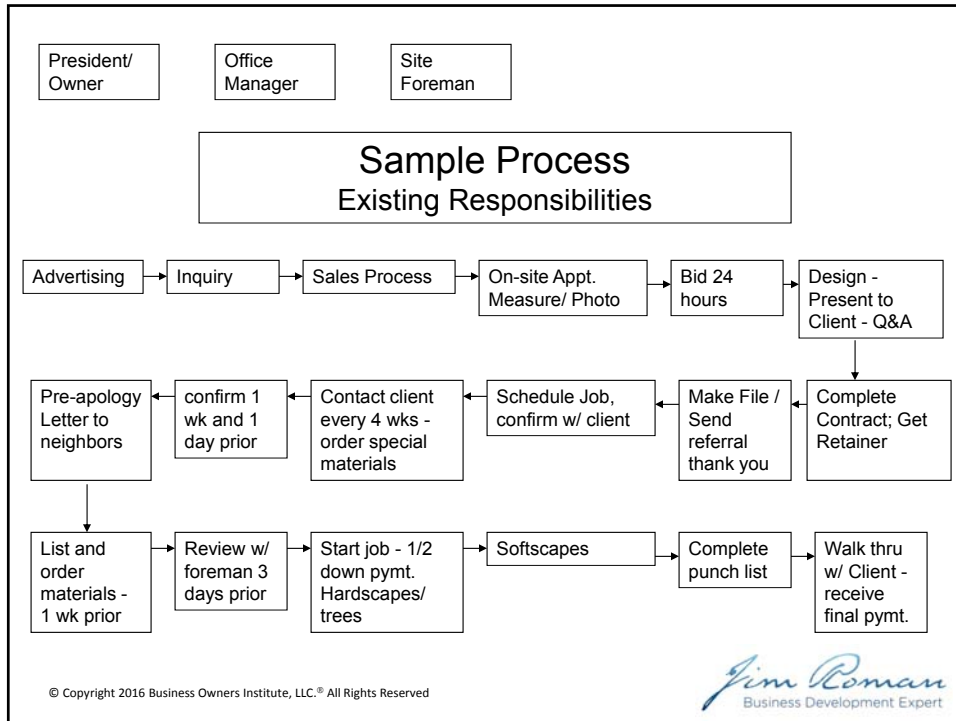 President/
Owner
Office
Manager
Site
Foreman
Sample Process
Existing Responsibilities
Advertising
Inquiry
Sales Process
On-site Appt.
Measure/ Photo
Bid 24
hours
Design -
Present to
Client - Q&A
Pre-apology
Letter to
neighbors
confirm 1
wk and 1
day prior
Contact client
every 4 wks -
order special
materials
Schedule Job,
confirm w/ client
Make File /
Send
referral
thank you
Complete
Contract; Get
Retainer
List and
order
materials -
1 wk prior
Review w/
foreman 3
days prior
Start job - 1/2
down pymt.
Hardscapes/
trees
Softscapes
Complete
punch list
Walk thru
w/ Client -
receive
final pymt.
© Copyright 2016 Business Owners Institute, LLC.® All Rights Reserved
Jim Roman
Business Development Expert